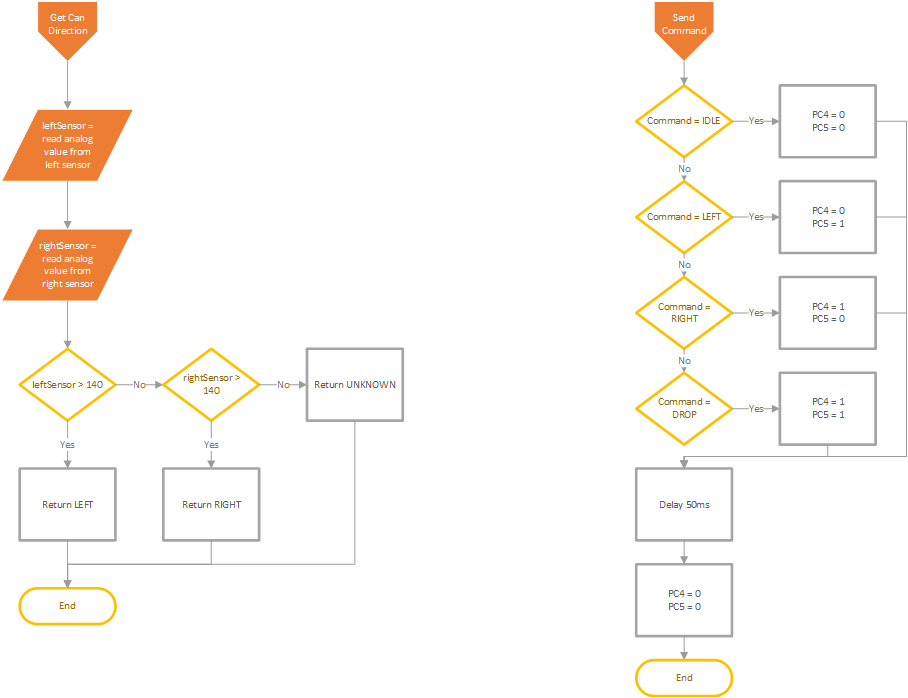 Get Can
Direction
leftSensor =
read analog
value from
left sensor
rightSensor =
read analog
value from
right sensor
leftSensor > 140
No
rightSensor >
140
No
Return UNKNOWN
Yes
Yes
Return LEFT
Return RIGHT
End
Send
Command
Command = IDLE
Yes
PC4 = 0
PC5 = 0
No
Command = LEFT
Yes
PC4 = 0
PC5 = 1
No
Command =
RIGHT
Yes
PC4 = 1
PC5 = 0
No
Command =
DROP
Yes
PC4 = 1
PC5 = 1
Delay 50ms
PC4 = 0
PC5 = 0
End